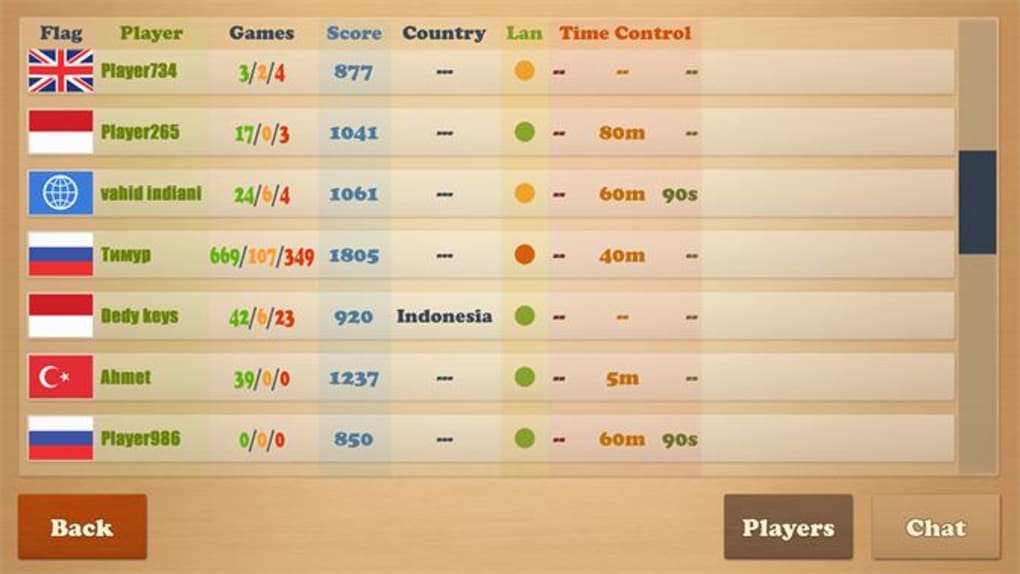 Flag Player Games Score Country Lan Time Control
Player734 3/2/4 877 --- -- -- --
Player265 17/0/3 1041 --- -- 80m --
vahid indiani 24/6/4 1061 --- -- 60m 90s
Тимур 669/107/349 1805 --- -- 40m --
Dedy keys 42/6/23 920 Indonesia -- -- --
Ahmet 39/0/0 1237 --- -- 5m --
Player986 0/0/0 850 --- -- 60m 90s
Back Players Chat